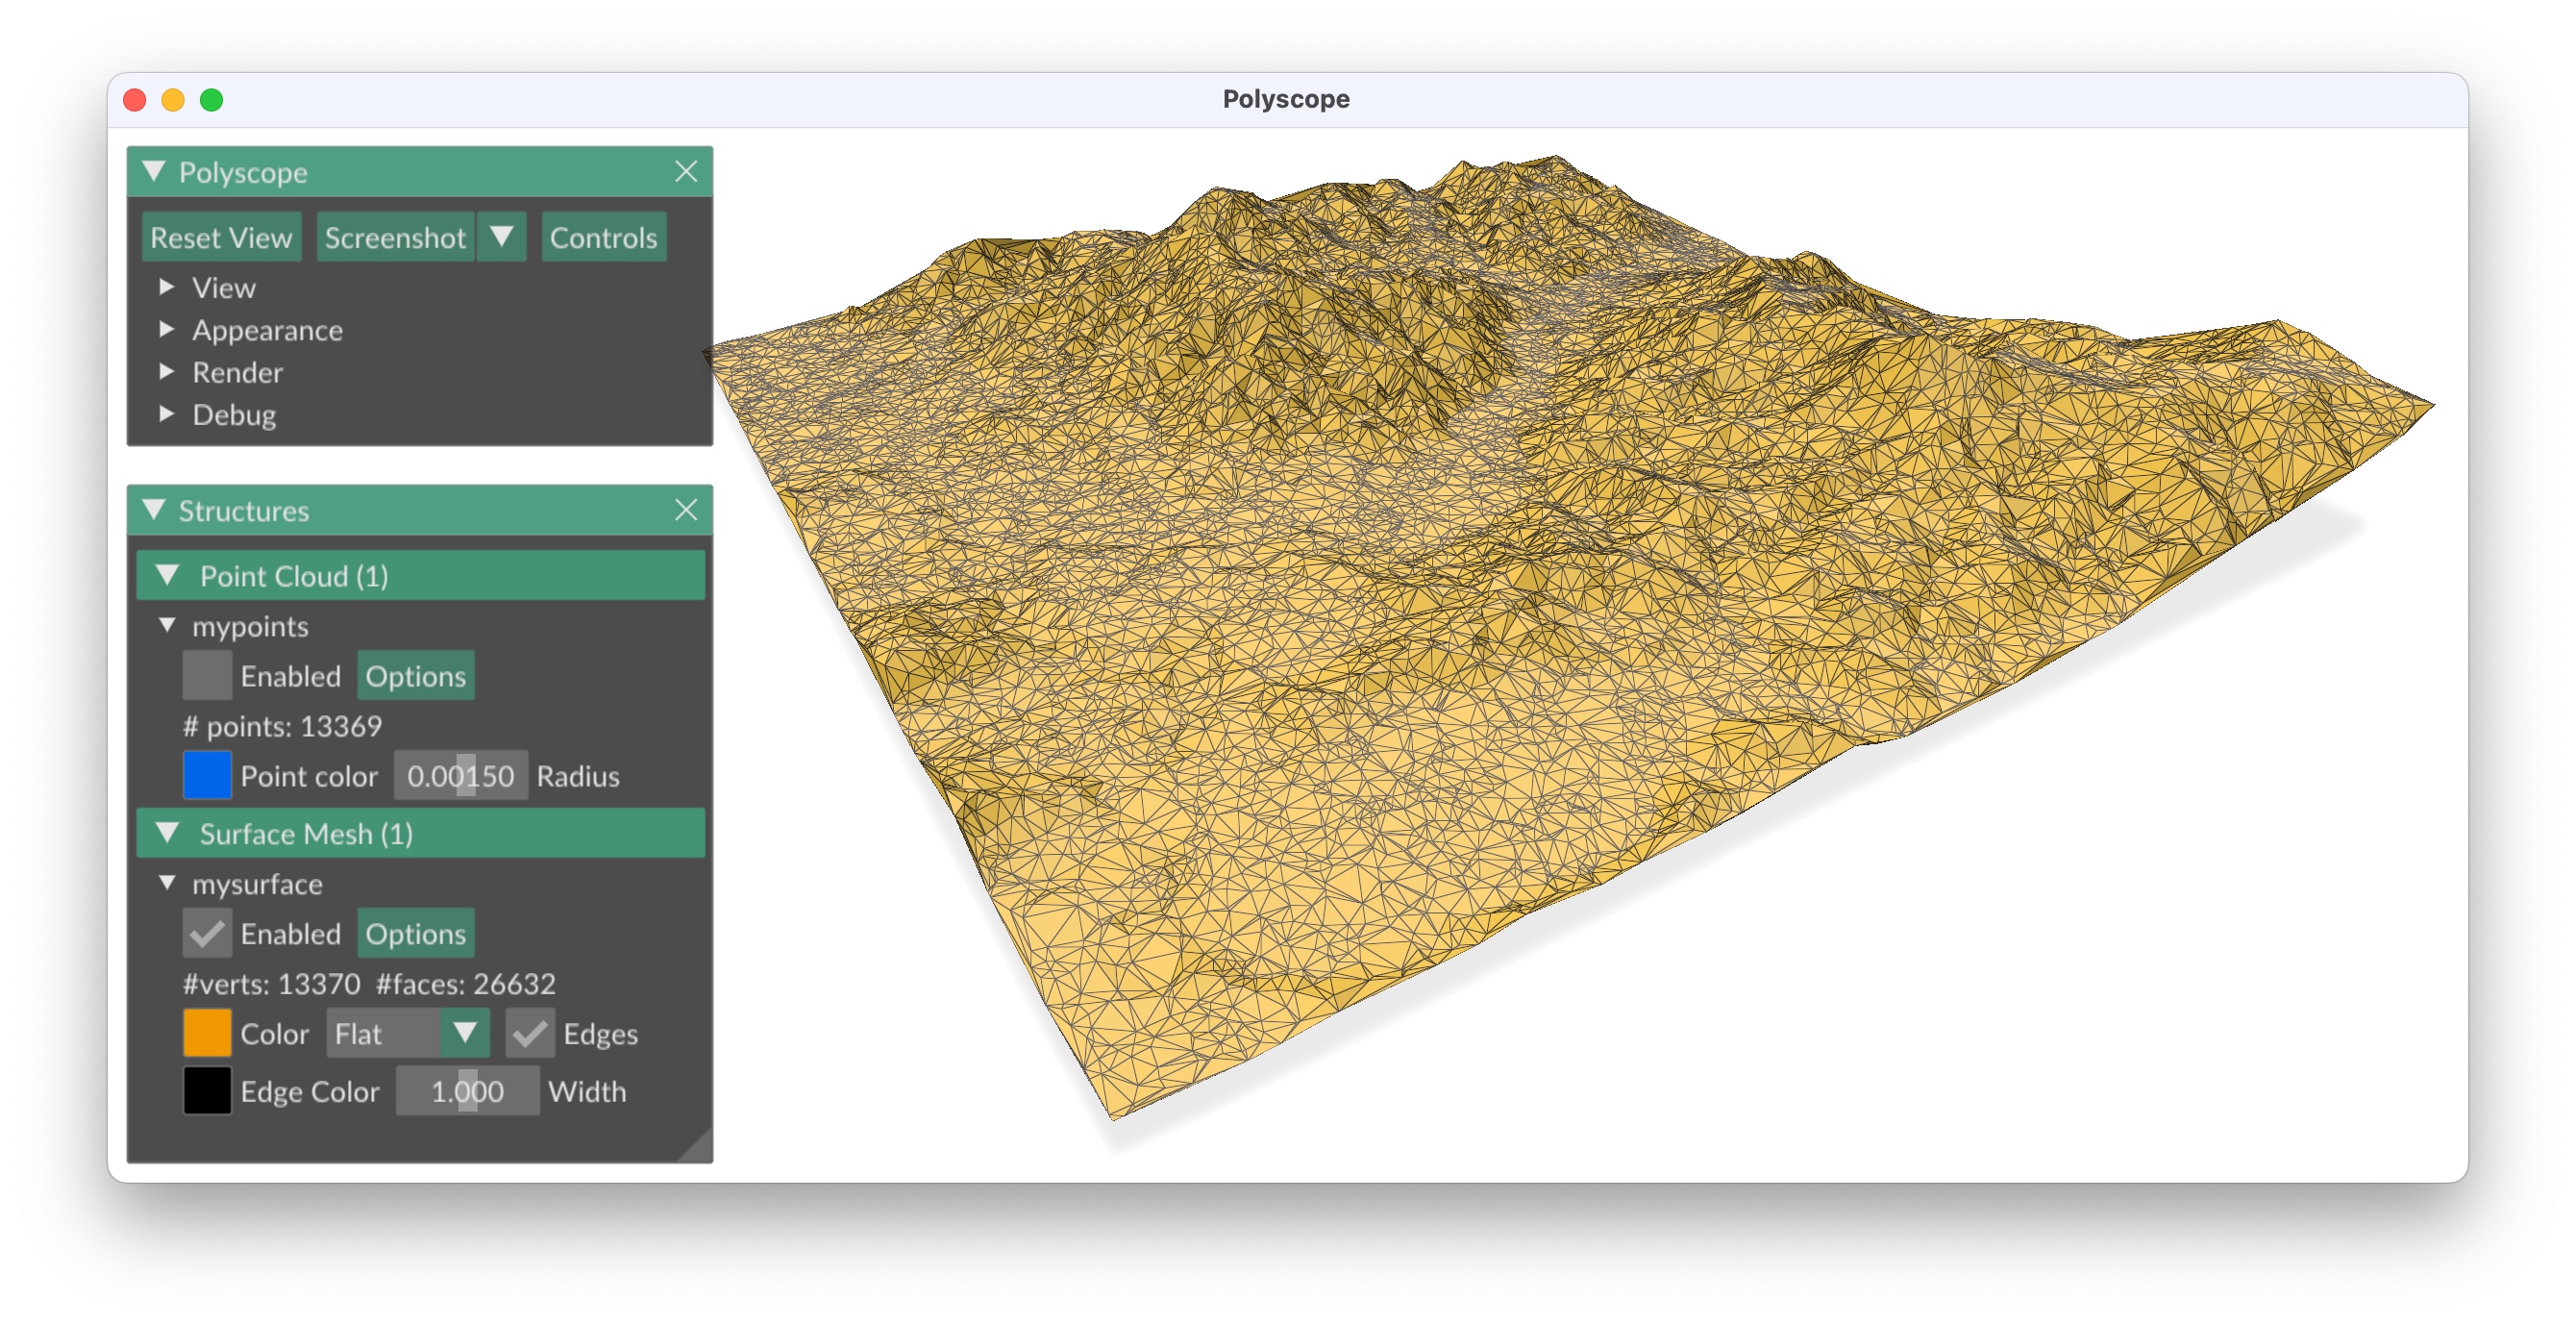 Polyscope
Polyscope
Reset View Screenshot Controls
View
Appearance
Render
Debug
Structures
Point Cloud (1)
mypoints
Enabled Options
# points: 13369
Point color 0.00150 Radius
Surface Mesh (1)
mysurface
Enabled Options
#verts: 13370 #faces: 26632
Color Flat Edges
Edge Color 1.000 Width